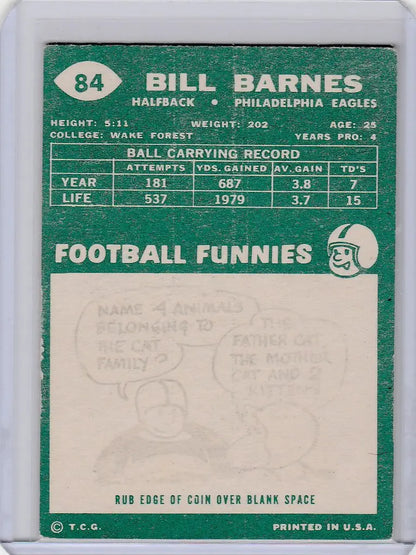 84 BILL BARNES
HALFBACK • PHILADELPHIA EAGLES
HEIGHT: 5:11 WEIGHT: 202 AGE: 25
COLLEGE: WAKE FOREST YEARS PRO: 4
BALL CARRYING RECORD
ATTEMPTS YDS. GAINED AV. GAIN TD'S
YEAR 181 687 3.8 7
LIFE 537 1979 3.7 15
FOOTBALL FUNNIES
NAME 4 ANIMALS
BELONGING TO
THE CAT
FAMILY?
THE
FATHER CAT,
THE MOTHER
CAT AND 2
KITTENS
RUB EDGE OF COIN OVER BLANK SPACE
© T.C.G. PRINTED IN U.S.A.